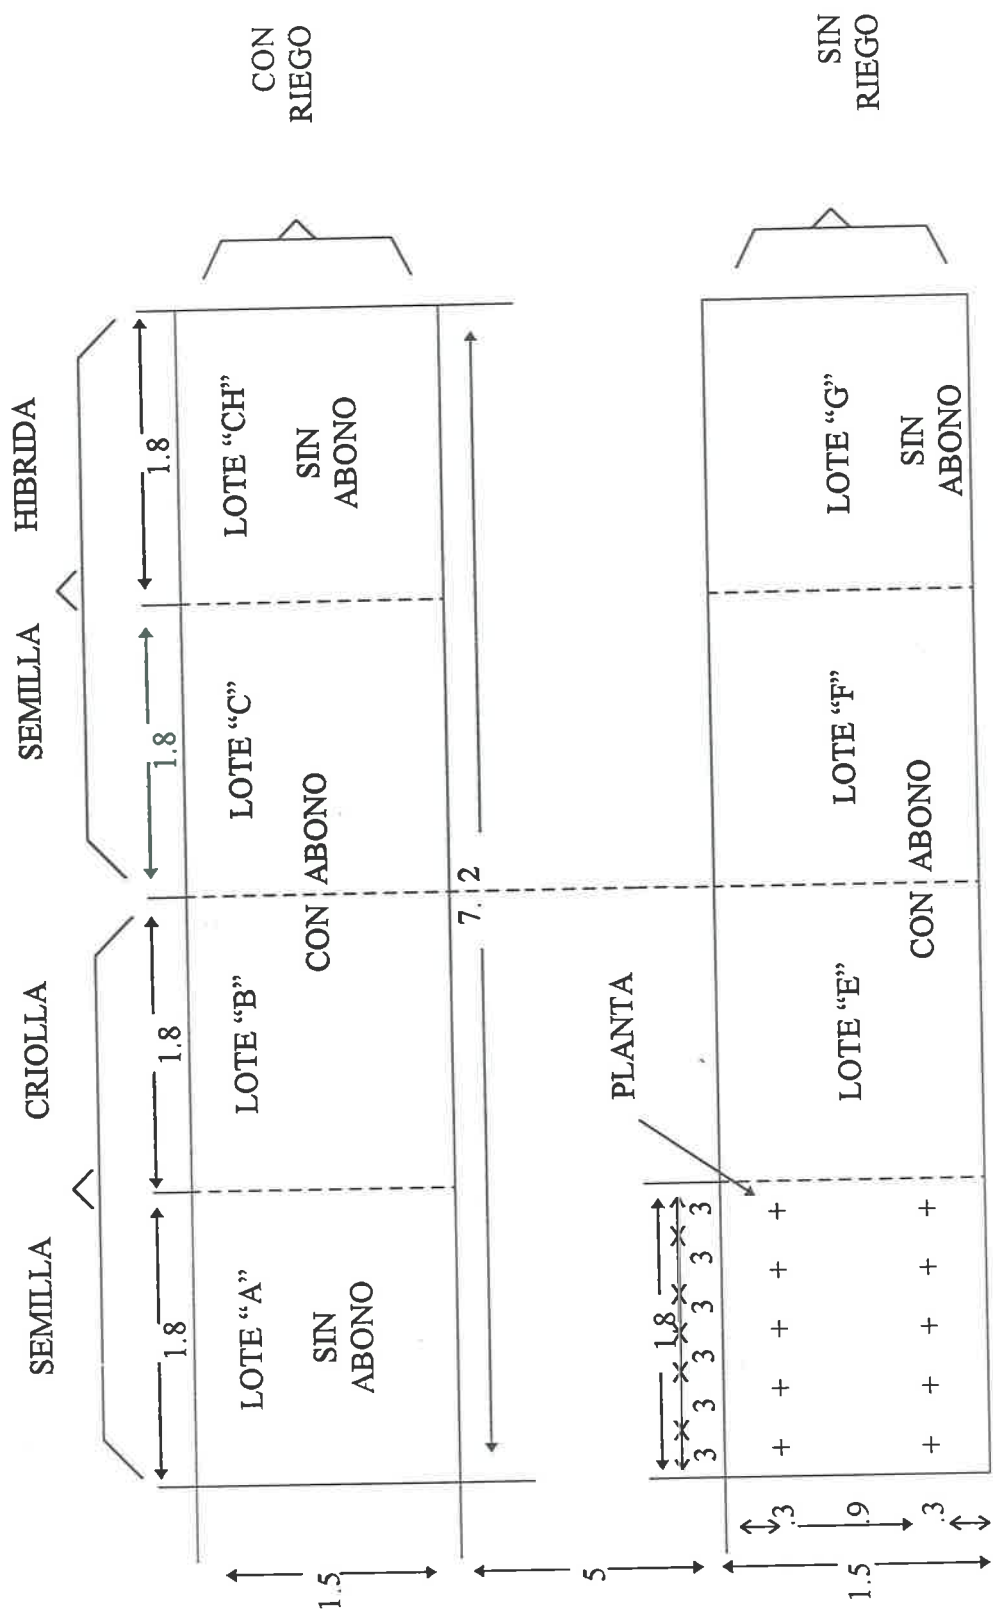 SEMILLA CRIOLLA SEMILLA HIBRIDA
1.8 1.8 1.8 1.8
LOTE “A” LOTE “B” LOTE “C” LOTE “CH”
SIN
ABONO
CON ABONO
SIN
ABONO
CON
RIEGO
1.5
7. 2
5
PLANTA
1.8
3 3 3 3 3 3
LOTE “E” LOTE “F” LOTE “G”
CON ABONO
SIN
ABONO
SIN
RIEGO
.3
.9
.3
1.5